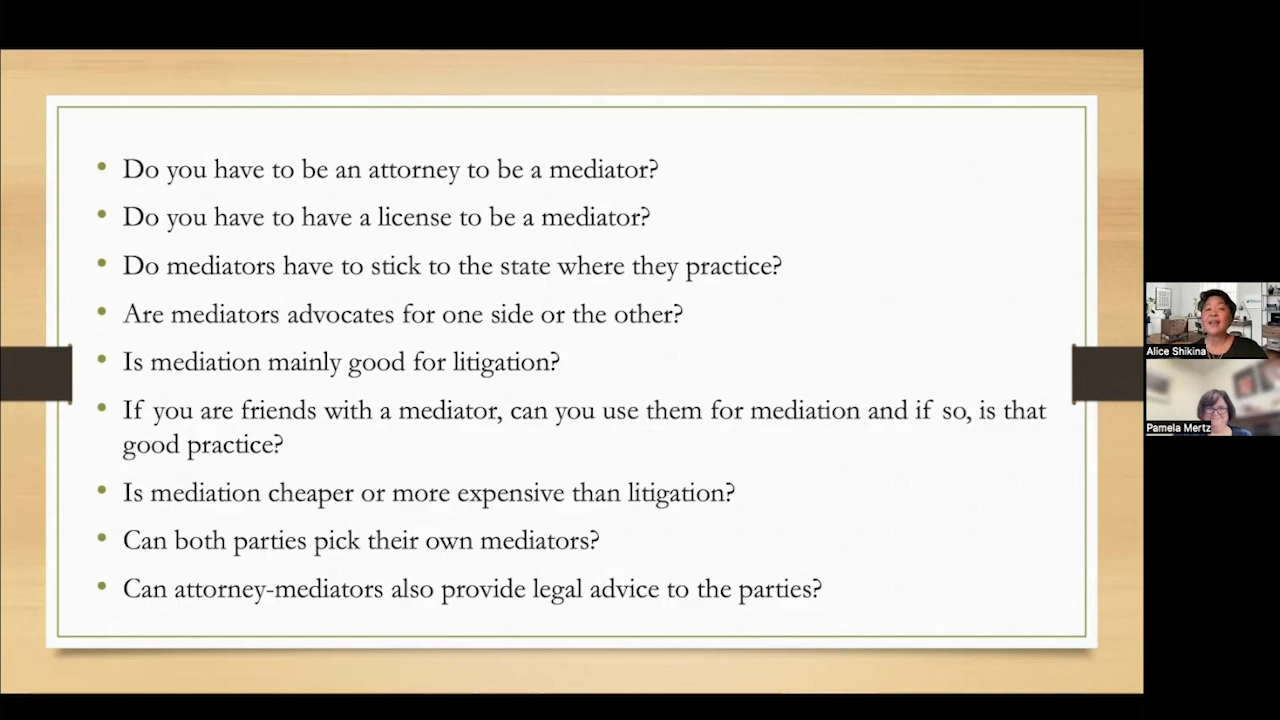 Do you have to be an attorney to be a mediator?
Do you have to have a license to be a mediator?
Do mediators have to stick to the state where they practice?
Are mediators advocates for one side or the other?
Is mediation mainly good for litigation?
If you are friends with a mediator, can you use them for mediation and if so, is that
good practice?
Is mediation cheaper or more expensive than litigation?
Can both parties pick their own mediators?
Can attorney-mediators also provide legal advice to the parties?
Alice Shikina
Pamela Mertz